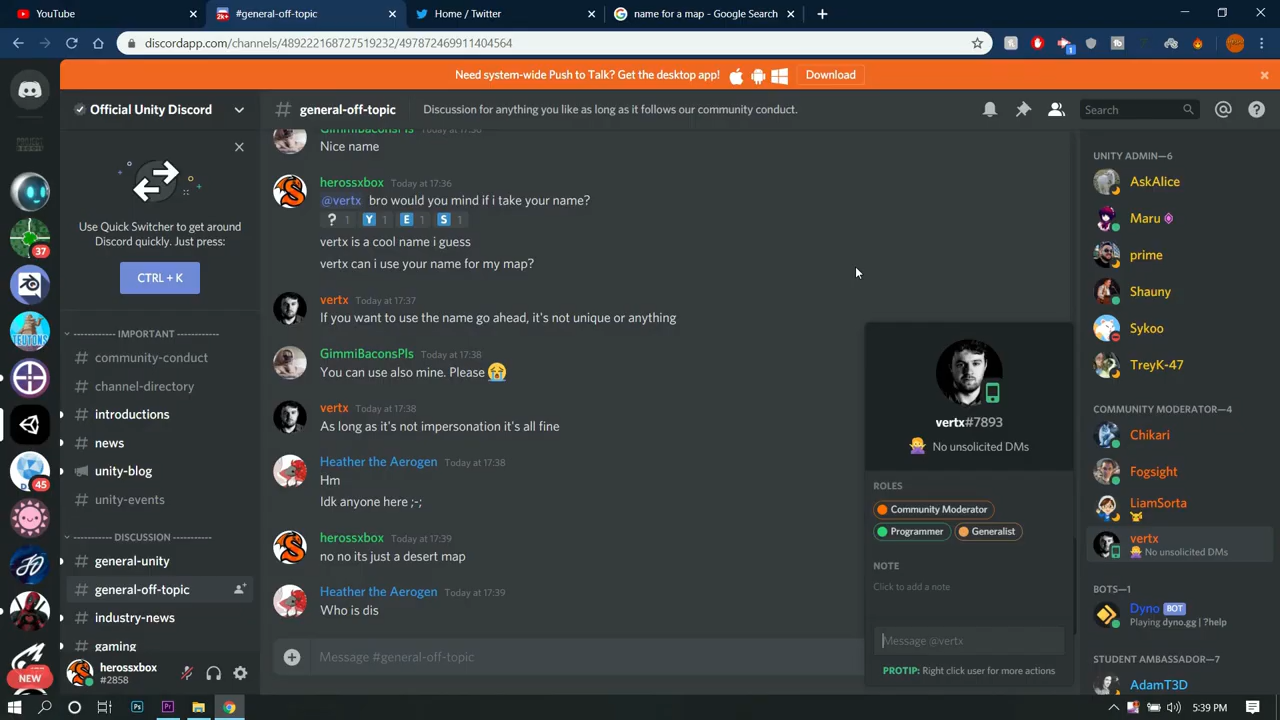 YouTube
#general-off-topic
Home / Twitter
name for a map - Google Search
discordapp.com/channels/489222168727519232/497872469911404564
Need system-wide Push to Talk? Get the desktop app!
Download
Official Unity Discord
general-off-topic
Discussion for anything you like as long as it follows our community conduct.
Search
Use Quick Switcher to get around
Discord quickly. Just press:
CTRL + K
------------ IMPORTANT -----------
community-conduct
channel-directory
introductions
news
unity-blog
unity-events
------------ DISCUSSION -----------
general-unity
general-off-topic
industry-news
gaming
herossxbox
#2858
37
45
NEW
GimmiBaconsPls Today at 17:36
Nice name
herossxbox Today at 17:36
@vertx bro would you mind if i take your name?
? 1 Y 1 E 1 S 1
vertx is a cool name i guess
vertx can i use your name for my map?
vertx Today at 17:37
If you want to use the name go ahead, it's not unique or anything
GimmiBaconsPls Today at 17:38
You can use also mine. Please 😭
vertx Today at 17:38
As long as it's not impersonation it's all fine
Heather the Aerogen Today at 17:38
Hm
Idk anyone here ;-;
herossxbox Today at 17:39
no no its just a desert map
Heather the Aerogen Today at 17:39
Who is dis
Message #general-off-topic
vertx#7893
No unsolicited DMs
ROLES
Community Moderator
Programmer
Generalist
NOTE
Click to add a note
Message @vertx
PROTIP: Right click user for more actions
UNITY ADMIN—6
AskAlice
Maru
prime
Shauny
Sykoo
TreyK-47
COMMUNITY MODERATOR—4
Chikari
Fogsight
LiamSorta
vertx
No unsolicited DMs
BOTS—1
Dyno BOT
Playing dyno.gg | ?help
STUDENT AMBASSADOR—7
AdamT3D
5:39 PM